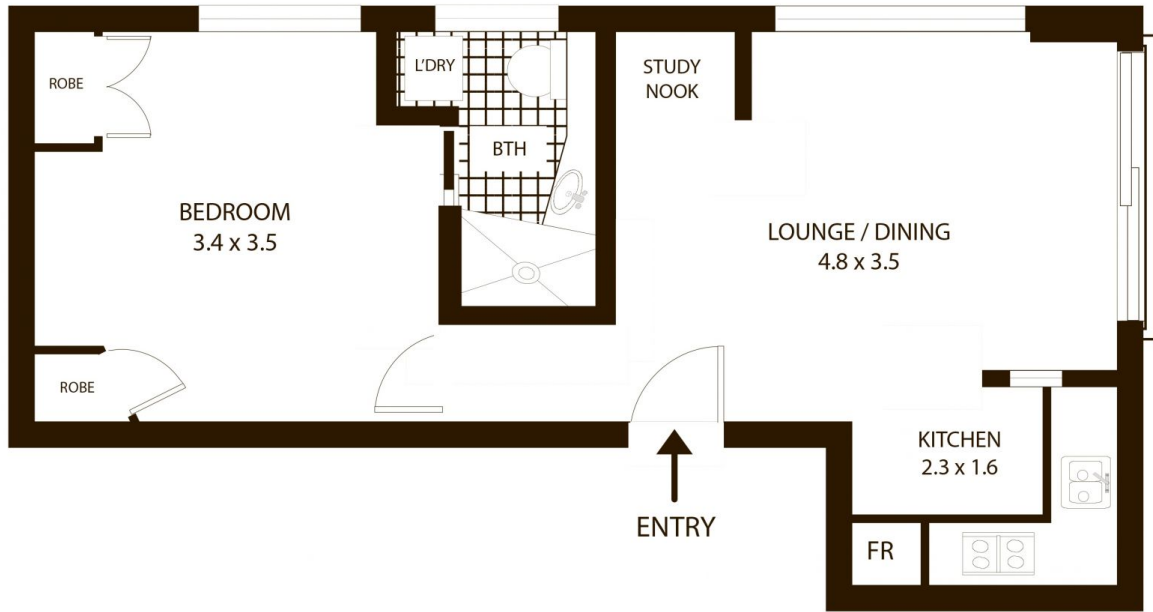 ROBE
L'DRY
STUDY
NOOK
BTH
BEDROOM
3.4 x 3.5
LOUNGE / DINING
4.8 x 3.5
ROBE
KITCHEN
2.3 x 1.6
ENTRY
FR